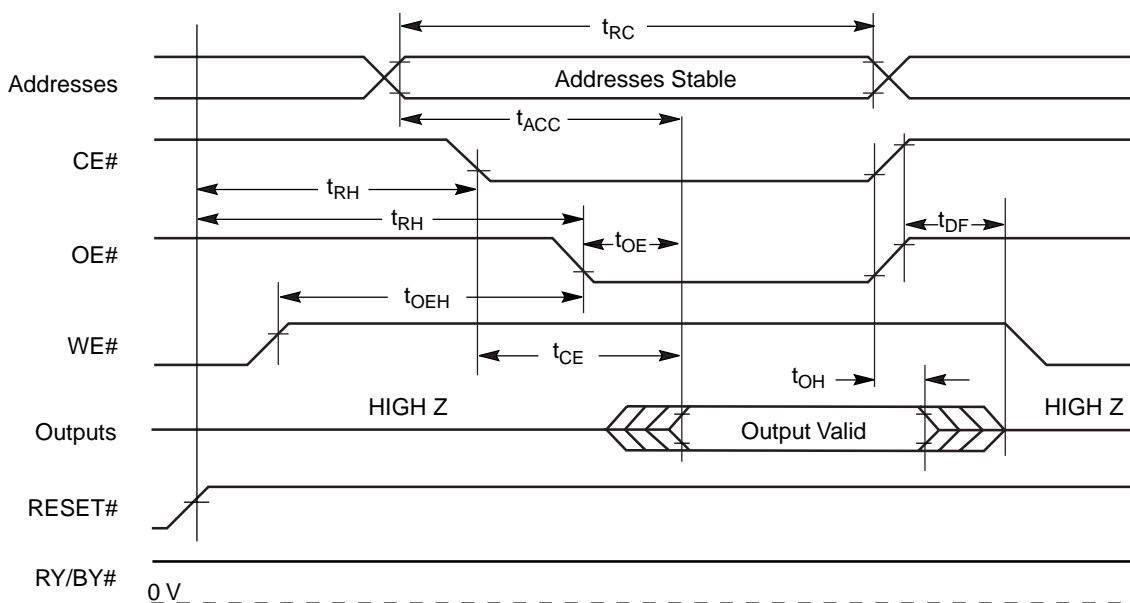 tRC
Addresses
Addresses Stable
tACC
CE#
tRH
tRH
tDF
tOE
OE#
tOEH
WE#
tCE
tOH
HIGH Z
HIGH Z
Outputs
Output Valid
RESET#
RY/BY#
0 V